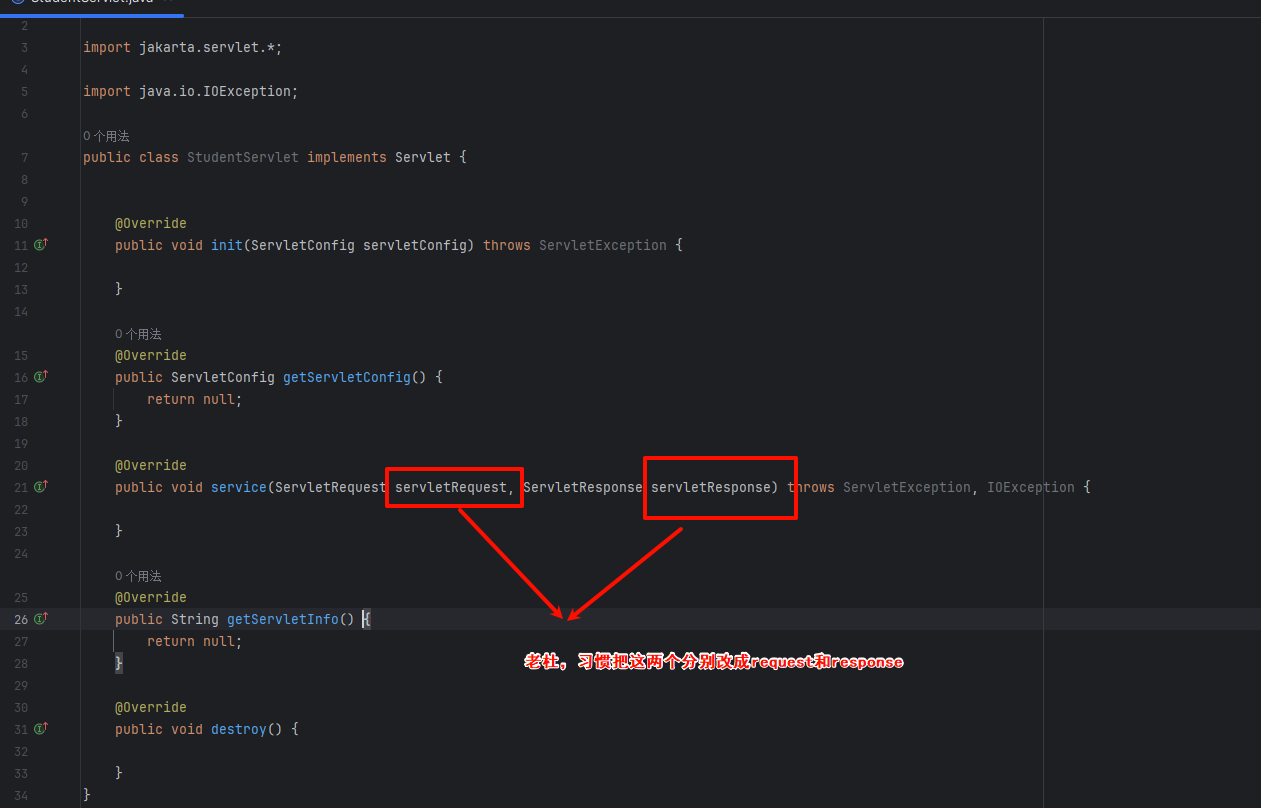 StudentServlet.java
2
3 import jakarta.servlet.*;
4
5 import java.io.IOException;
6
0 个用法
7 public class StudentServlet implements Servlet {
8
9
10 @Override
11 public void init(ServletConfig servletConfig) throws ServletException {
12
13 }
14
0 个用法
15 @Override
16 public ServletConfig getServletConfig() {
17 return null;
18 }
19
20 @Override
21 public void service(ServletRequest servletRequest, ServletResponse servletResponse) throws ServletException, IOException {
22
23 }
24
0 个用法
25 @Override
26 public String getServletInfo() {
27 return null;
28 }
老杜，习惯把这两个分别改成request和response
29
30 @Override
31 public void destroy() {
32
33 }
34 }